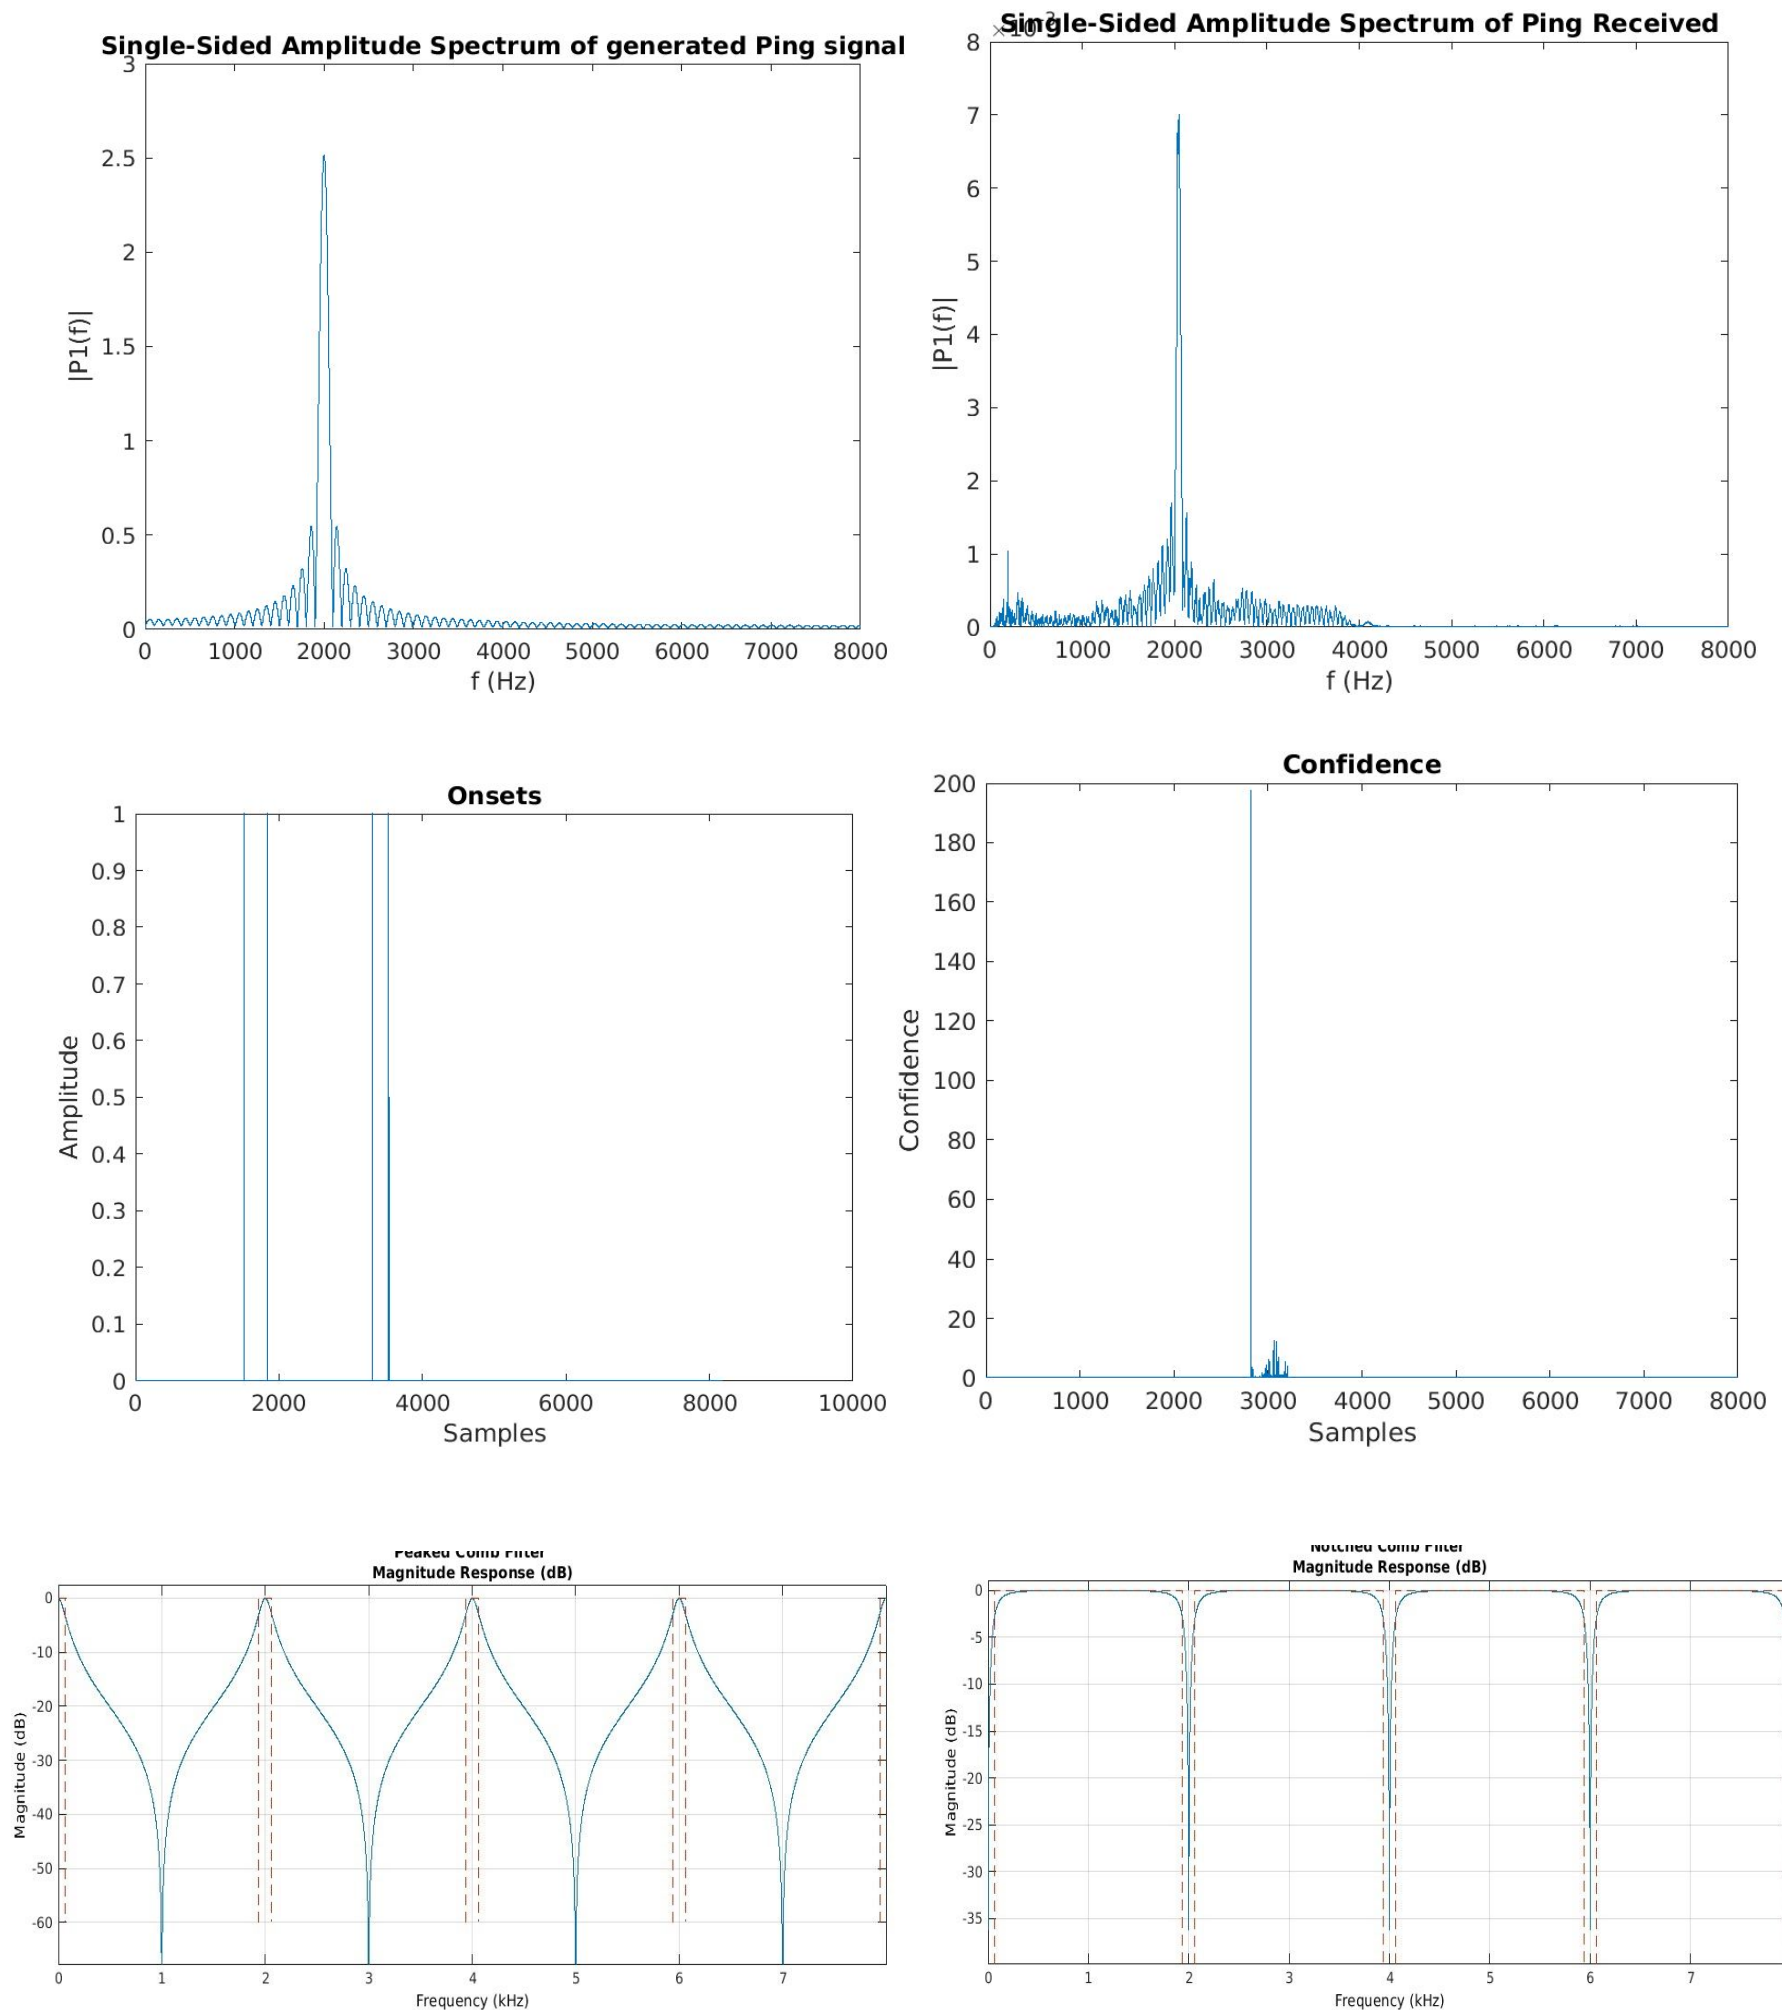 Single-Sided Amplitude Spectrum of generated Ping signal
3
2.5
2
1.5
1
0.5
0
|P1(f)|
0 1000 2000 3000 4000 5000 6000 7000 8000
f (Hz)
Single-Sided Amplitude Spectrum of Ping Received
×10⁻³
8
7
6
5
4
3
2
1
0
|P1(f)|
0 1000 2000 3000 4000 5000 6000 7000 8000
f (Hz)
Onsets
1
0.9
0.8
0.7
0.6
0.5
0.4
0.3
0.2
0.1
0
Amplitude
0 2000 4000 6000 8000 10000
Samples
Confidence
200
180
160
140
120
100
80
60
40
20
0
Confidence
0 1000 2000 3000 4000 5000 6000 7000 8000
Samples
Peaked Comb Filter
Magnitude Response (dB)
0
-10
-20
-30
-40
-50
-60
Magnitude (dB)
0 1 2 3 4 5 6 7
Frequency (kHz)
Notched Comb Filter
Magnitude Response (dB)
0
-5
-10
-15
-20
-25
-30
-35
Magnitude (dB)
0 1 2 3 4 5 6 7
Frequency (kHz)